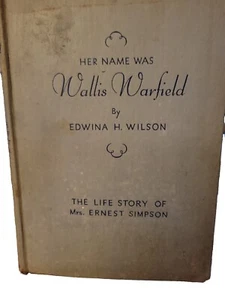 HER NAME WAS
Wallis Warfield
By
EDWINA H. WILSON
THE LIFE STORY OF
Mrs. ERNEST SIMPSON